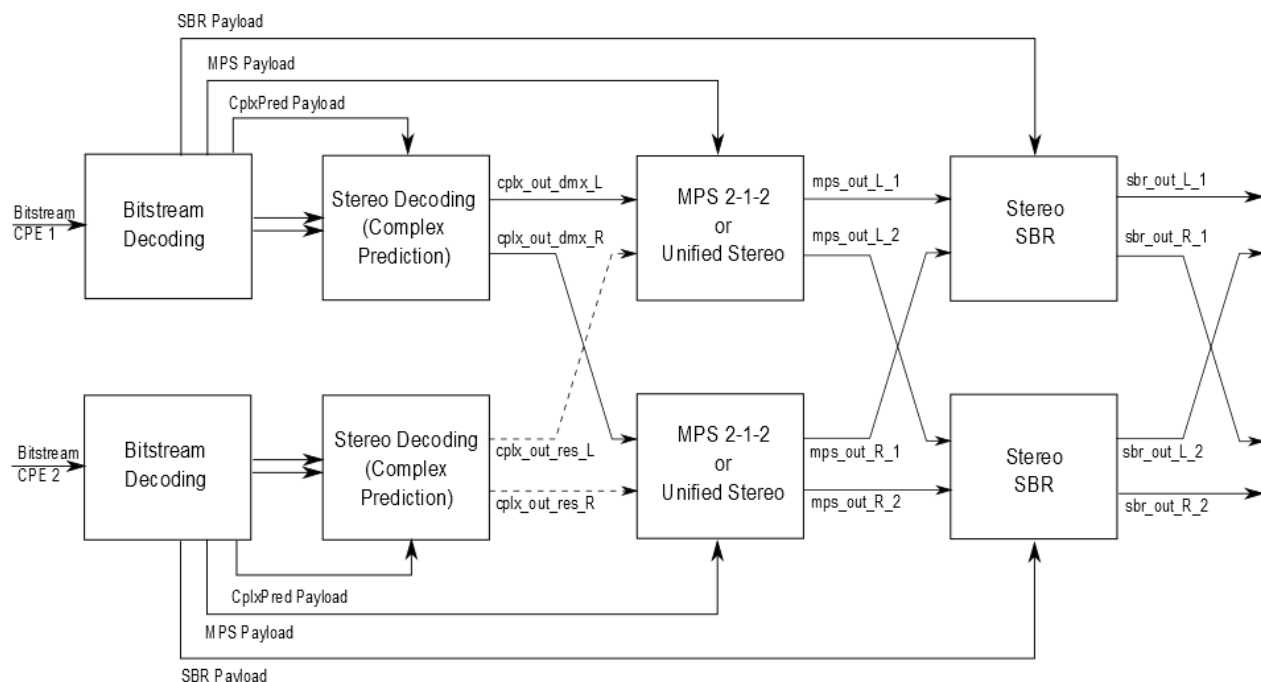 SBR Payload
MPS Payload
CplxPred Payload
Bitstream
CPE 1
Bitstream
Decoding
Stereo Decoding
(Complex
Prediction)
cplx_out_dmx_L
cplx_out_dmx_R
MPS 2-1-2
or
Unified Stereo
mps_out_L_1
mps_out_L_2
Stereo
SBR
sbr_out_L_1
sbr_out_R_1
Bitstream
CPE 2
Bitstream
Decoding
Stereo Decoding
(Complex
Prediction)
cplx_out_res_L
cplx_out_res_R
MPS 2-1-2
or
Unified Stereo
mps_out_R_1
mps_out_R_2
Stereo
SBR
sbr_out_L_2
sbr_out_R_2
CplxPred Payload
MPS Payload
SBR Payload